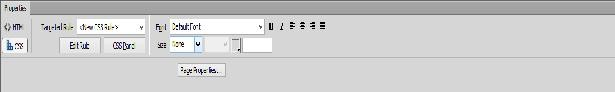 Properties
<> HTML Targeted Rule <New CSS Rule> Font Default Font B I
CSS Edit Rule CSS Panel Size None
Page Properties...